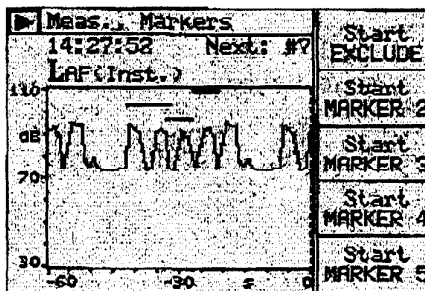 Meas., Markers
14:27:52 Next: #7
LAF(Inst.)
110
dB
70
30
-60 -30 s 0
Start
EXCLUDE
Start
MARKER 2
Start
MARKER 3
Start
MARKER 4
Start
MARKER 5